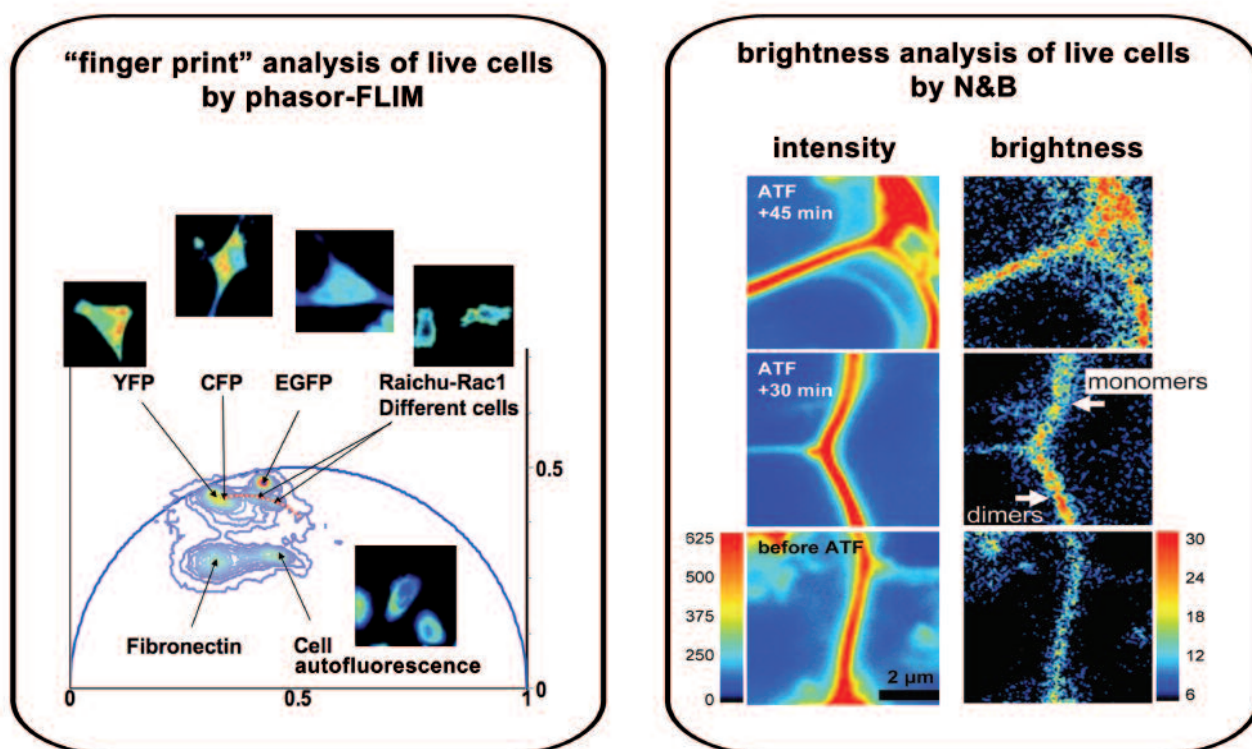 “finger print” analysis of live cells
by phasor-FLIM
YFP
CFP
EGFP
Raichu-Rac1
Different cells
0.5
Fibronectin
Cell
autofluorescence
0
0
0.5
1
brightness analysis of live cells
by N&B
intensity
brightness
ATF
+45 min
ATF
+30 min
monomers
dimers
before ATF
2 µm
625
500
375
250
0
30
24
18
12
6